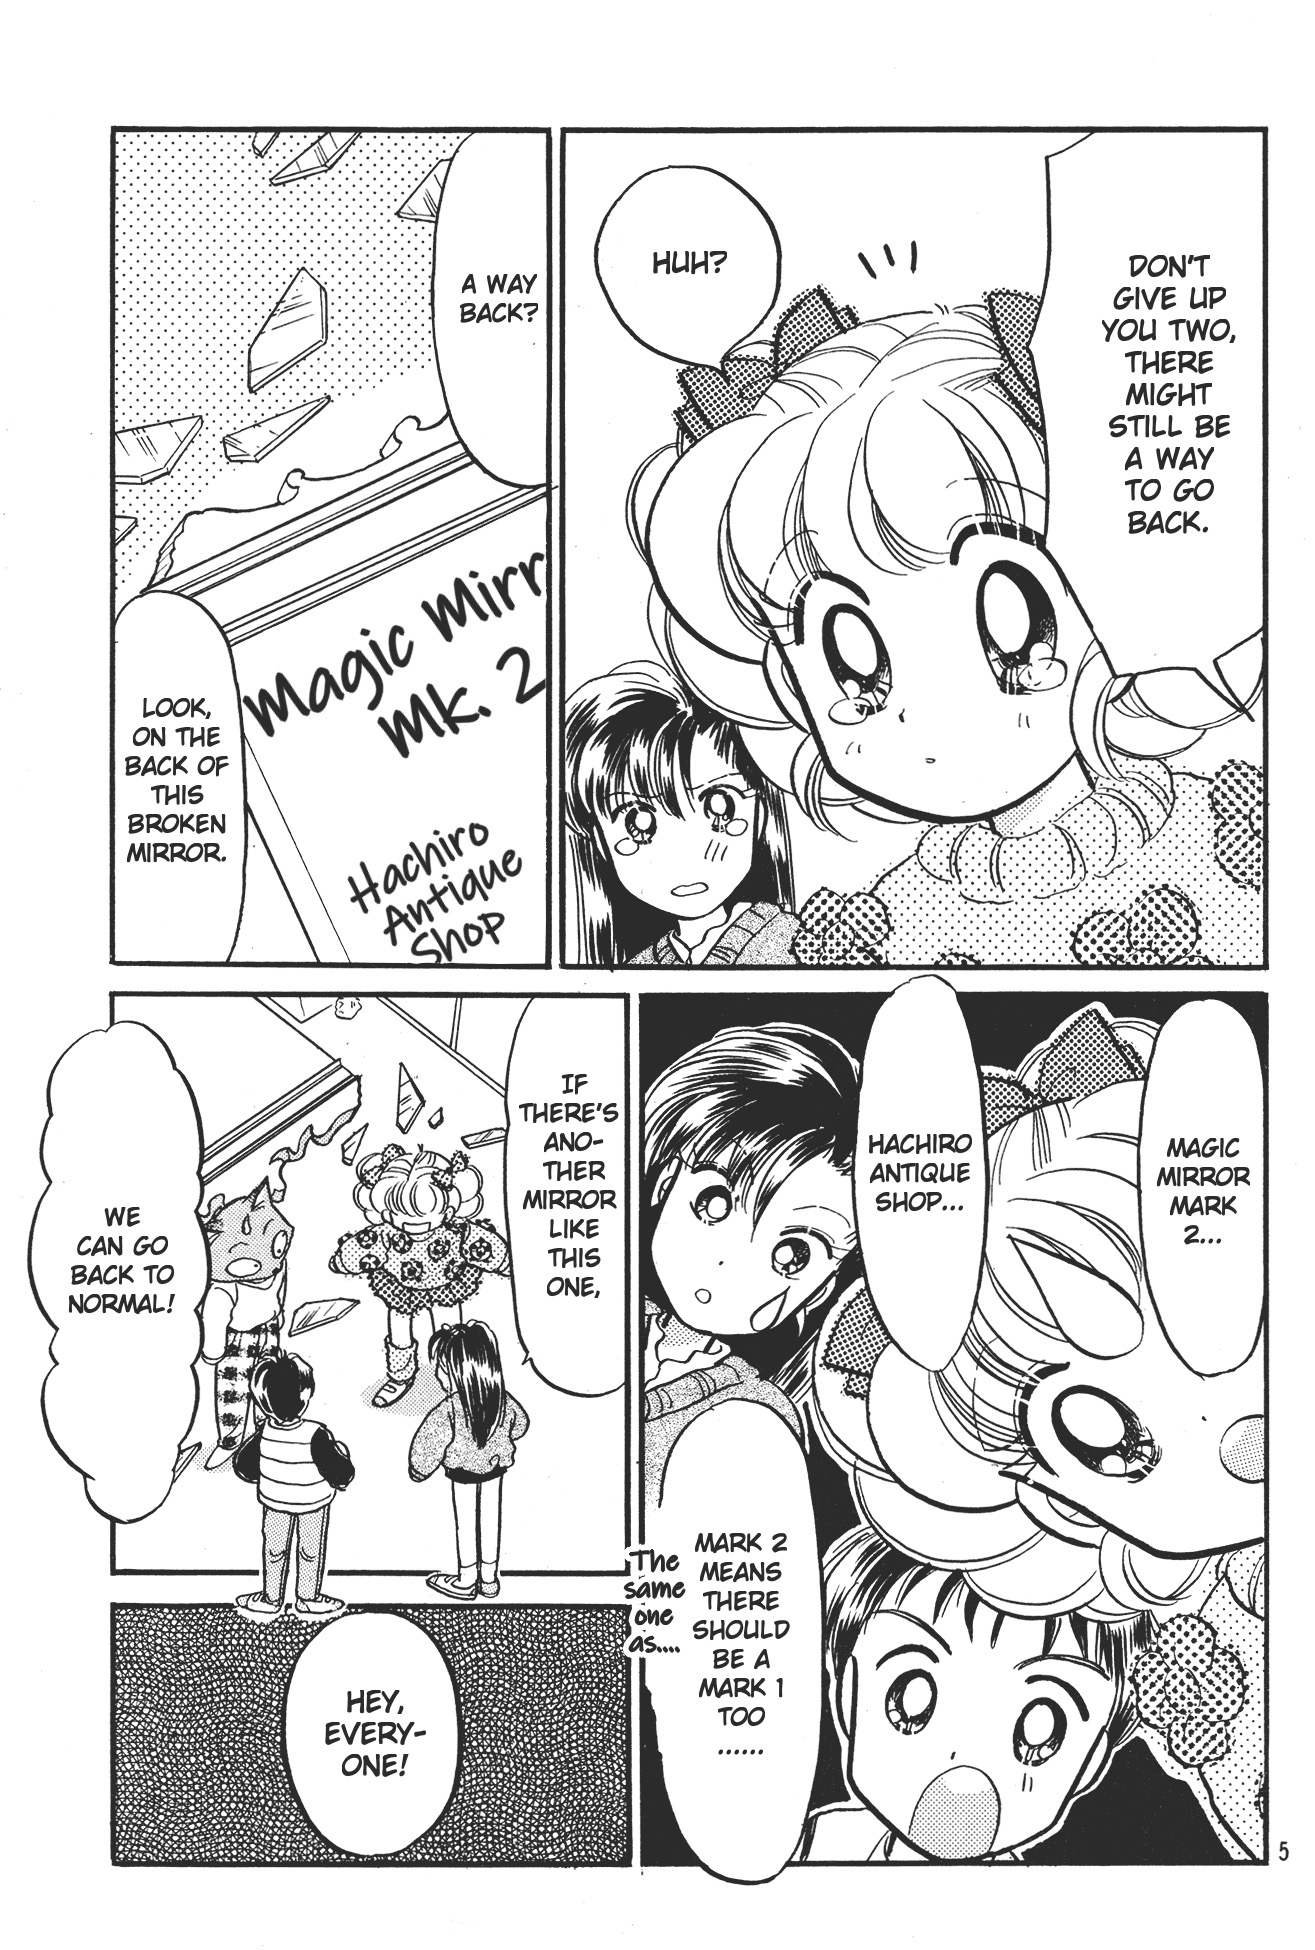 DON'T
GIVE UP
YOU TWO,
THERE
MIGHT
STILL BE
A WAY
TO GO
BACK.
HUH?
A WAY
BACK?
Magic Mirr
Mk. 2
Hachiro
Antique
Shop
LOOK,
ON THE
BACK OF
THIS
BROKEN
MIRROR.
MAGIC
MIRROR
MARK
2...
HACHIRO
ANTIQUE
SHOP...
MARK 2
MEANS
THERE
SHOULD
BE A
MARK 1
TOO
......
The
same
one
as....
IF
THERE'S
ANO-
THER
MIRROR
LIKE
THIS
ONE,
WE
CAN GO
BACK TO
NORMAL!
HEY,
EVERY-
ONE!
5